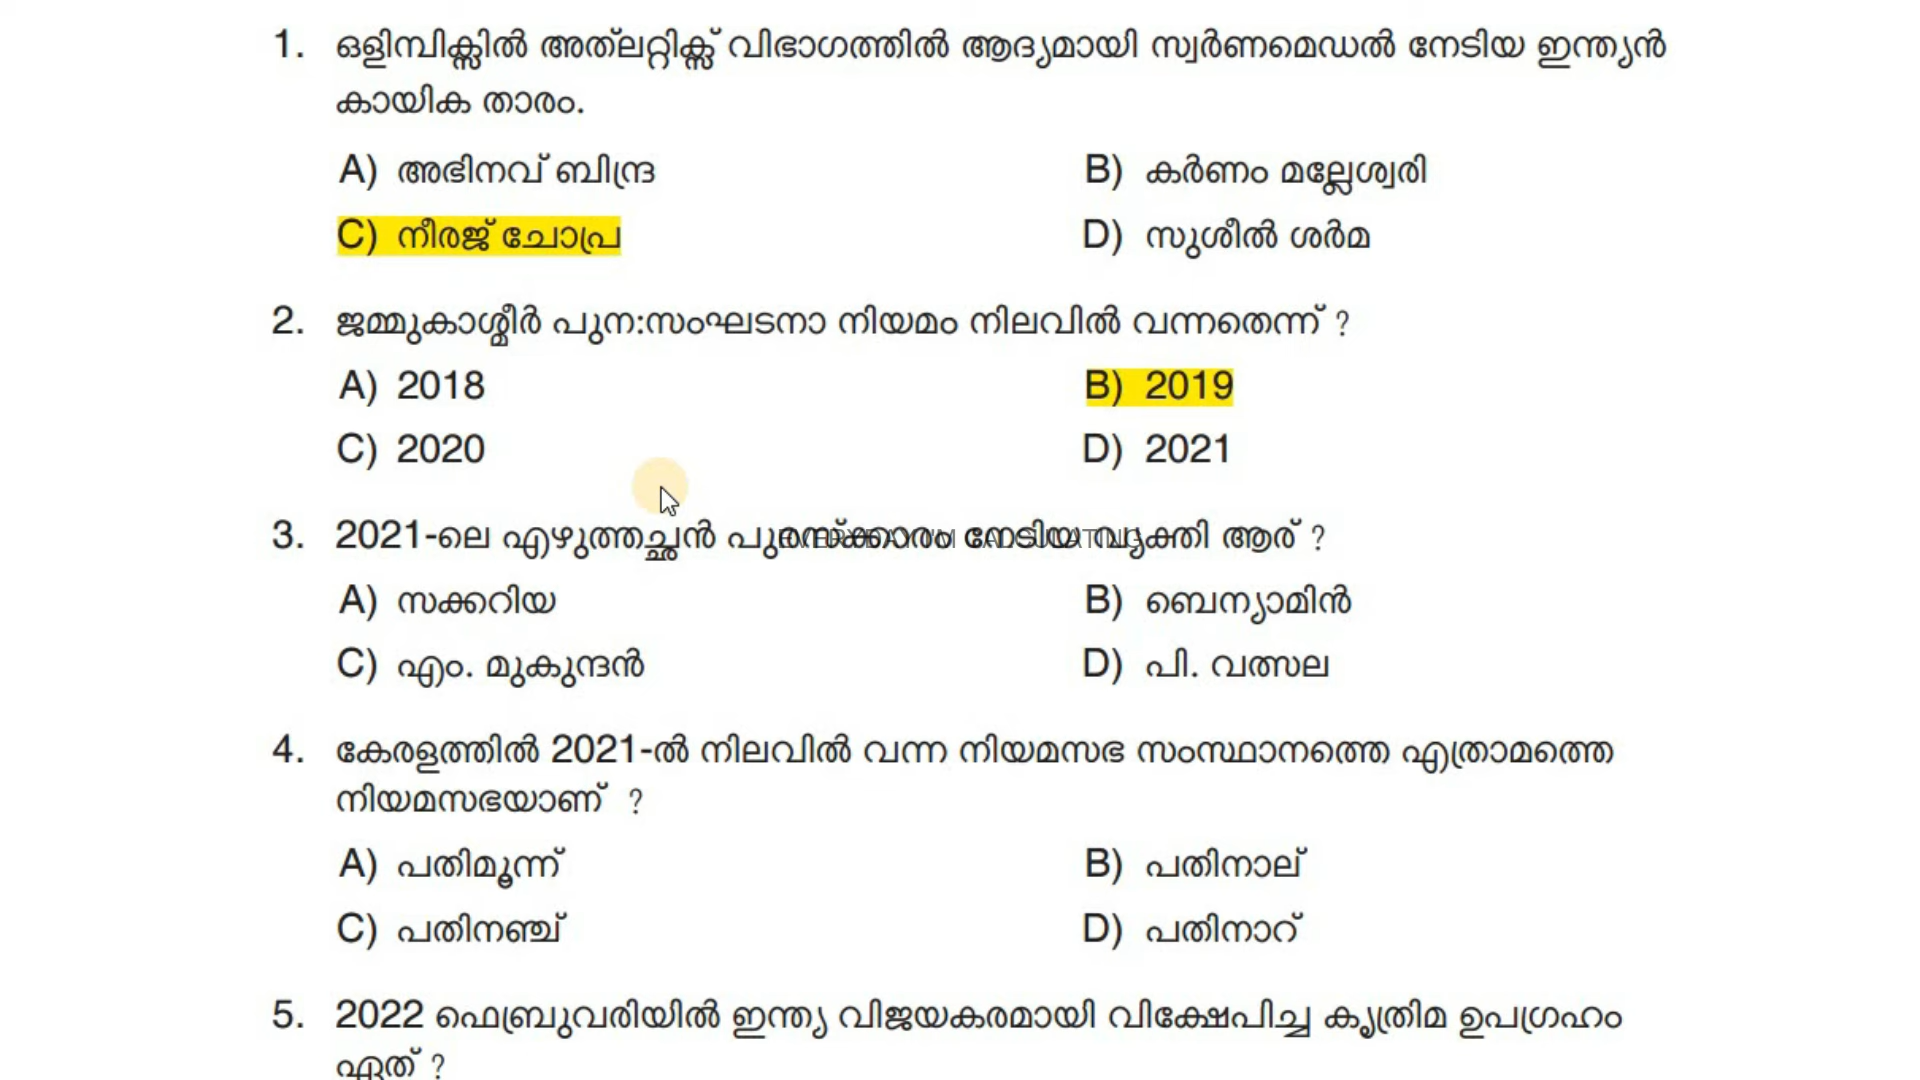 1. ഒളിമ്പിക്സിൽ അത്‌ലറ്റിക്സ് വിഭാഗത്തിൽ ആദ്യമായി സ്വർണമെഡൽ നേടിയ ഇന്ത്യൻ
കായിക താരം.
A) അഭിനവ് ബിന്ദ്ര B) കർണം മല്ലേശ്വരി
C) നീരജ് ചോപ്ര D) സുശീൽ ശർമ
2. ജമ്മുകാശ്മീർ പുന:സംഘടനാ നിയമം നിലവിൽ വന്നതെന്ന് ?
A) 2018 B) 2019
C) 2020 D) 2021
3. 2021-ലെ എഴുത്തച്ഛൻ പുരസ്ക്കാരം നേടിയ വ്യക്തി ആര് ?
A) സക്കറിയ B) ബെന്യാമിൻ
C) എം. മുകുന്ദൻ D) പി. വത്സല
4. കേരളത്തിൽ 2021-ൽ നിലവിൽ വന്ന നിയമസഭ സംസ്ഥാനത്തെ എത്രാമത്തെ
നിയമസഭയാണ് ?
A) പതിമൂന്ന് B) പതിനാല്
C) പതിനഞ്ച് D) പതിനാറ്
5. 2022 ഫെബ്രുവരിയിൽ ഇന്ത്യ വിജയകരമായി വിക്ഷേപിച്ച കൃത്രിമ ഉപഗ്രഹം
ഏത് ?